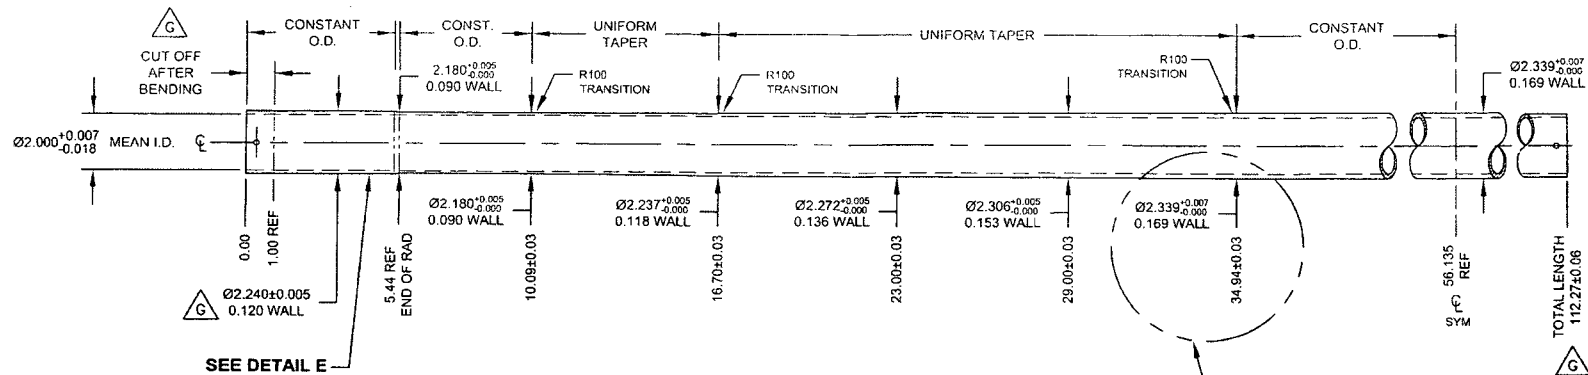 G
CUT OFF
AFTER
BENDING
CONSTANT
O.D.
CONST.
O.D.
UNIFORM
TAPER
UNIFORM TAPER
CONSTANT
O.D.
2.180 +0.005 -0.000
0.090 WALL
R100
TRANSITION
R100
TRANSITION
R100
TRANSITION
Ø2.339 +0.007 -0.000
0.169 WALL
Ø2.000 +0.007 -0.018 MEAN I.D. ℄
0.00
1.00 REF
5.44 REF
END OF RAD
Ø2.180 +0.005 -0.000
0.090 WALL
10.09±0.03
Ø2.237 +0.005 -0.000
0.118 WALL
16.70±0.03
Ø2.272 +0.005 -0.000
0.136 WALL
23.00±0.03
Ø2.306 +0.005 -0.000
0.153 WALL
29.00±0.03
Ø2.339 +0.007 -0.000
0.169 WALL
34.94±0.03
56.135
REF
℄
SYM
TOTAL LENGTH
112.27±0.06
G
G
Ø2.240±0.005
0.120 WALL
SEE DETAIL E